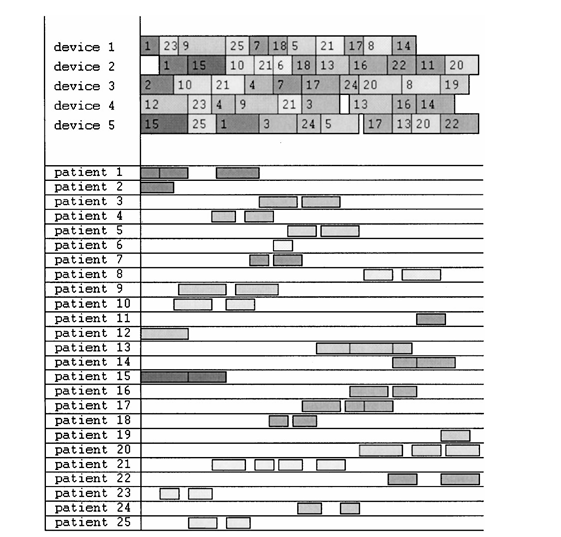 device 1 1 23 9 25 7 18 5 21 17 8 14
device 2 1 15 10 21 6 18 13 16 22 11 20
device 3 2 10 21 4 7 17 24 20 8 19
device 4 12 23 4 9 21 3 13 16 14
device 5 15 25 1 3 24 5 17 13 20 22
patient 1
patient 2
patient 3
patient 4
patient 5
patient 6
patient 7
patient 8
patient 9
patient 10
patient 11
patient 12
patient 13
patient 14
patient 15
patient 16
patient 17
patient 18
patient 19
patient 20
patient 21
patient 22
patient 23
patient 24
patient 25